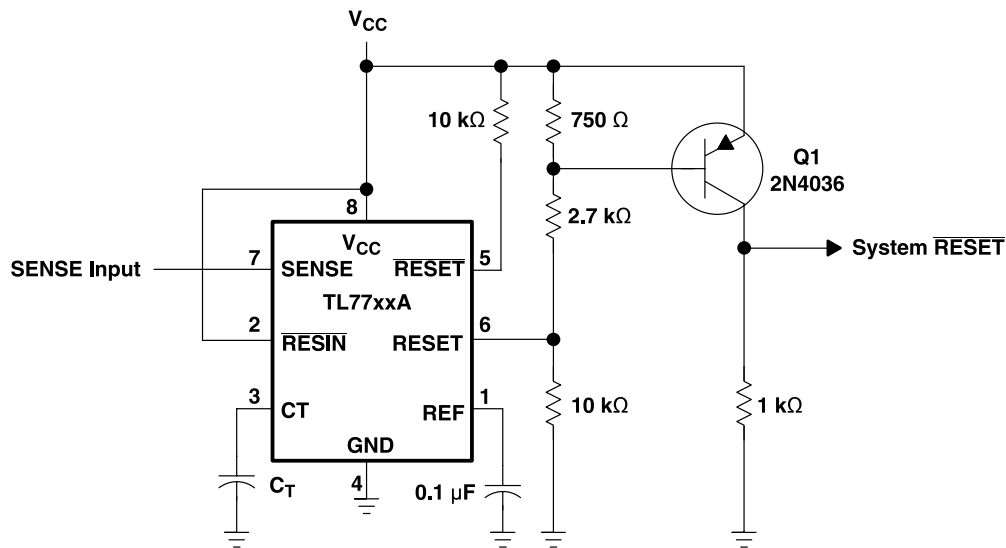 VCC
10 kΩ
750 Ω
Q1
2N4036
8
2.7 kΩ
VCC
SENSE Input
7
SENSE
RESET
5
System RESET
TL77xxA
2
RESIN
RESET
6
3
CT
REF
1
10 kΩ
1 kΩ
GND
CT
4
0.1 µF